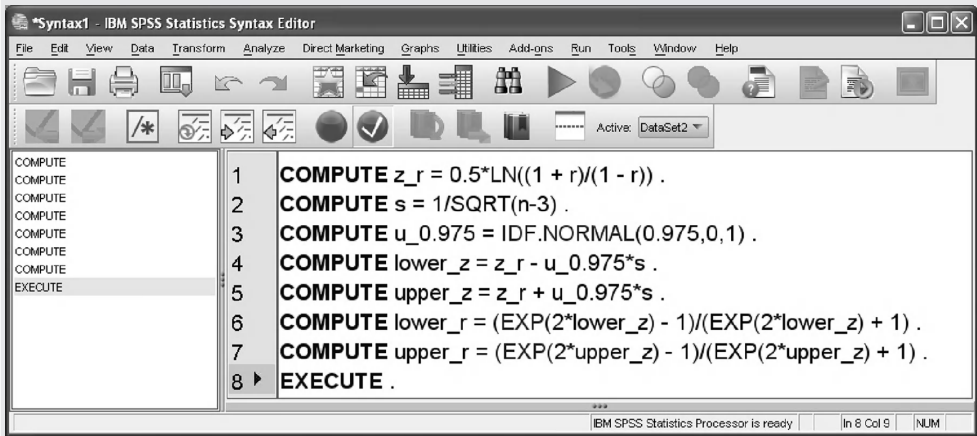 *Syntax1 - IBM SPSS Statistics Syntax Editor
File Edit View Data Transform Analyze Direct Marketing Graphs Utilities Add-ons Run Tools Window Help
Active: DataSet2
COMPUTE
COMPUTE
COMPUTE
COMPUTE
COMPUTE
COMPUTE
COMPUTE
EXECUTE
1 COMPUTE z_r = 0.5*LN((1 + r)/(1 - r)) .
2 COMPUTE s = 1/SQRT(n-3) .
3 COMPUTE u_0.975 = IDF.NORMAL(0.975,0,1) .
4 COMPUTE lower_z = z_r - u_0.975*s .
5 COMPUTE upper_z = z_r + u_0.975*s .
6 COMPUTE lower_r = (EXP(2*lower_z) - 1)/(EXP(2*lower_z) + 1) .
7 COMPUTE upper_r = (EXP(2*upper_z) - 1)/(EXP(2*upper_z) + 1) .
8 EXECUTE .
IBM SPSS Statistics Processor is ready In 8 Col 9 NUM